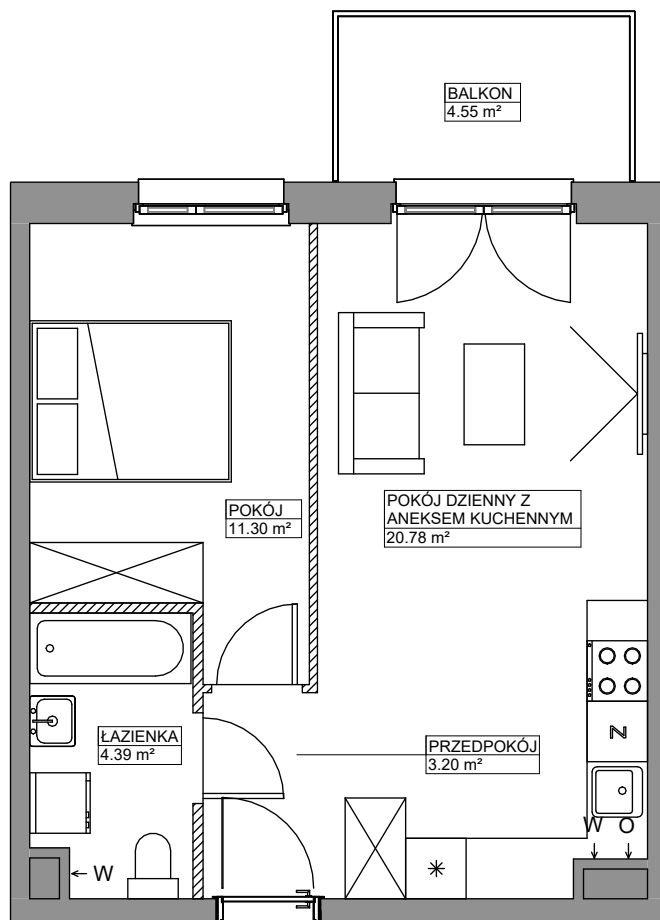 BALKON
4.55 m²
POKÓJ
11.30 m²
POKÓJ DZIENNY Z
ANEKSEM KUCHENNYM
20.78 m²
ŁAZIENKA
4.39 m²
PRZEDPOKÓJ
3.20 m²
Z
W O
W